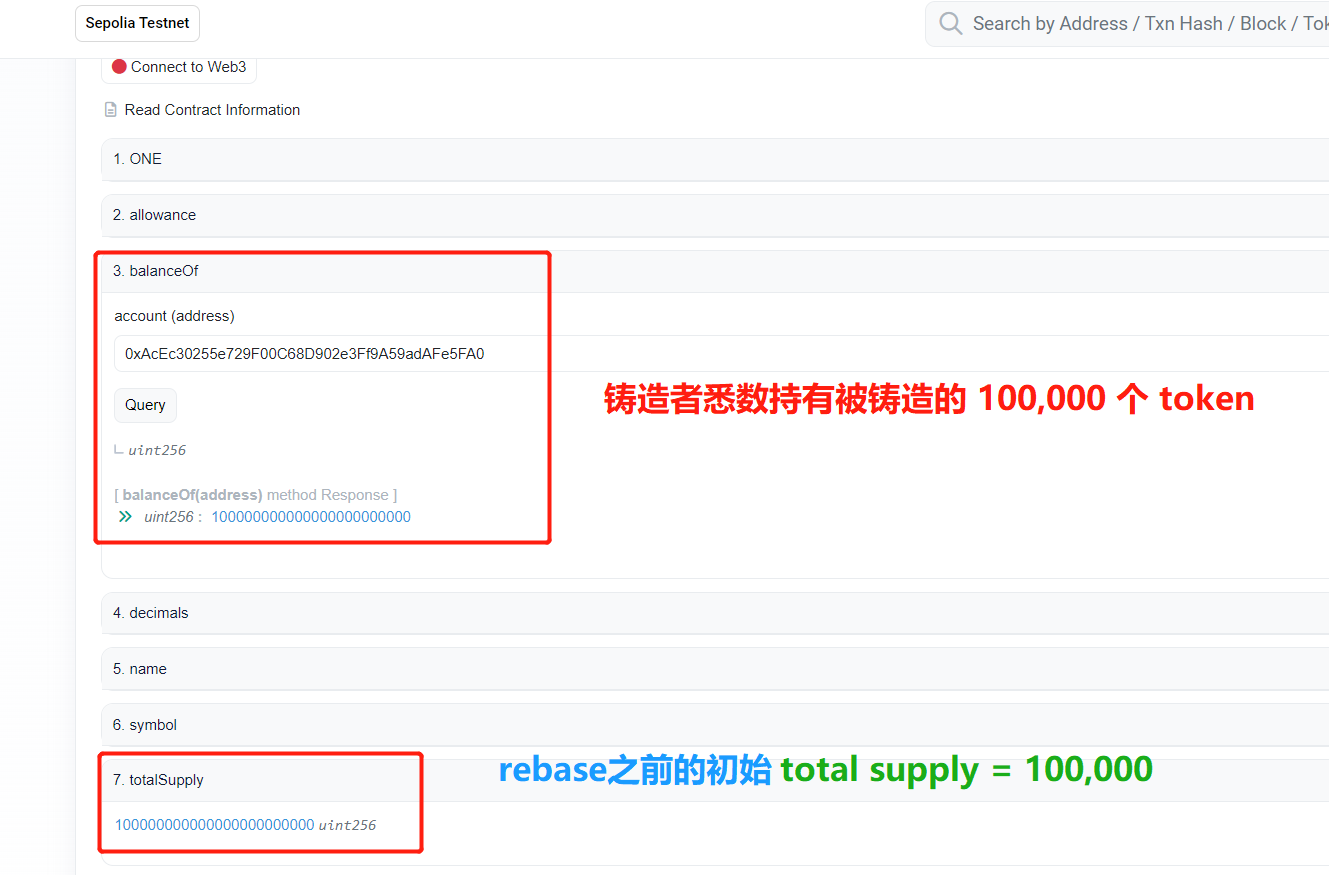 Sepolia Testnet
Search by Address / Txn Hash / Block / Tok
Connect to Web3
Read Contract Information
1. ONE
2. allowance
3. balanceOf
account (address)
0xAcEc30255e729F00C68D902e3Ff9A59adAFe5FA0
Query
铸造者悉数持有被铸造的 100,000 个 token
uint256
[ balanceOf(address) method Response ]
uint256 : 100000000000000000000000
4. decimals
5. name
6. symbol
rebase之前的初始 total supply = 100,000
7. totalSupply
100000000000000000000000 uint256